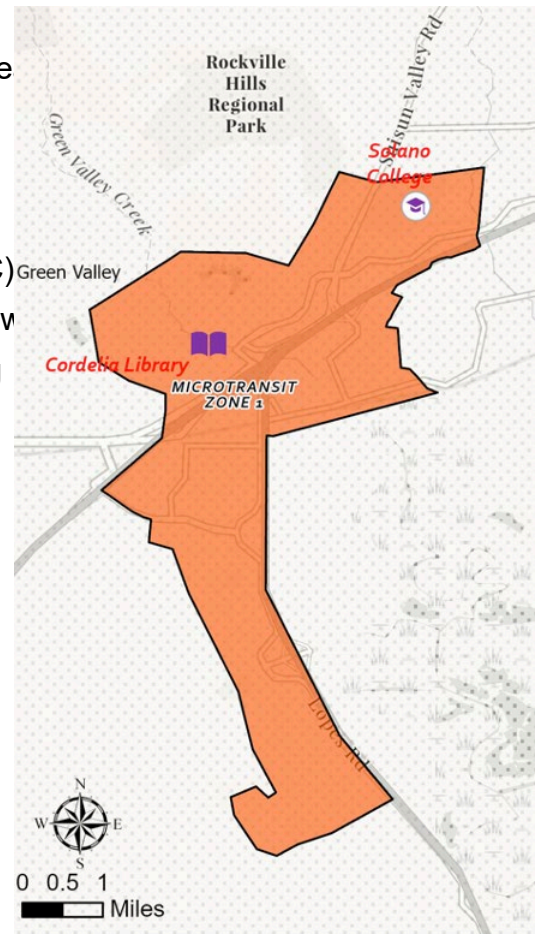 e
Rockville
Hills
Regional
Park
Suisun Valley Rd
Solano
College
Green Valley Creek
C)
Green Valley
w
Cordelia Library
MICROTRANSIT
ZONE 1
Lopes Rd
N
W E
S
0 0.5 1
Miles